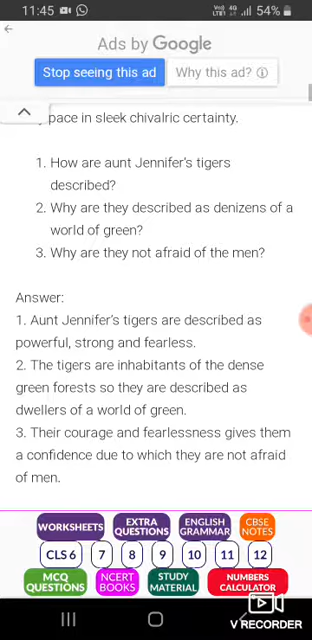 11:45 54%
Ads by Google
Stop seeing this ad Why this ad?
pace in sleek chivalric certainty.
1. How are aunt Jennifer's tigers
described?
2. Why are they described as denizens of a
world of green?
3. Why are they not afraid of the men?
Answer:
1. Aunt Jennifer's tigers are described as
powerful, strong and fearless.
2. The tigers are inhabitants of the dense
green forests so they are described as
dwellers of a world of green.
3. Their courage and fearlessness gives them
a confidence due to which they are not afraid
of men.
WORKSHEETS EXTRA QUESTIONS ENGLISH GRAMMAR CBSE NOTES
CLS 6 7 8 9 10 11 12
MCQ QUESTIONS NCERT BOOKS STUDY MATERIAL NUMBERS CALCULATOR
V RECORDER